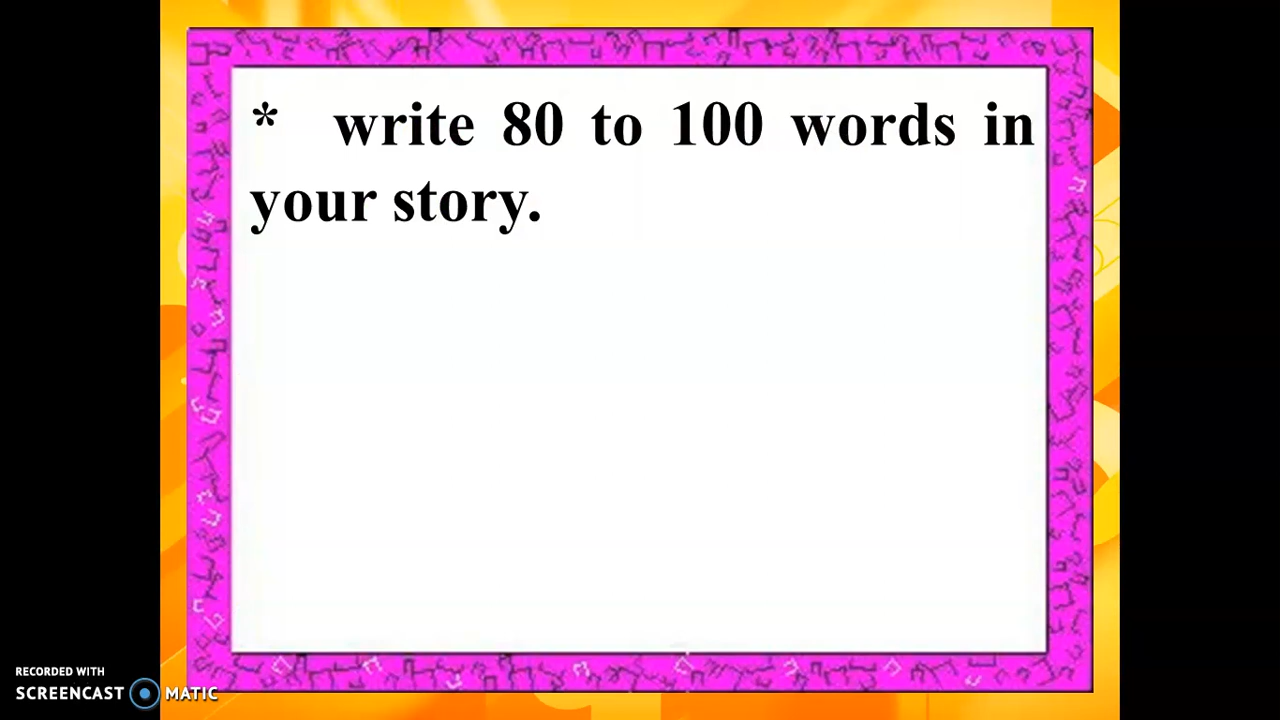 * write 80 to 100 words in
your story.
RECORDED WITH
SCREENCAST MATIC